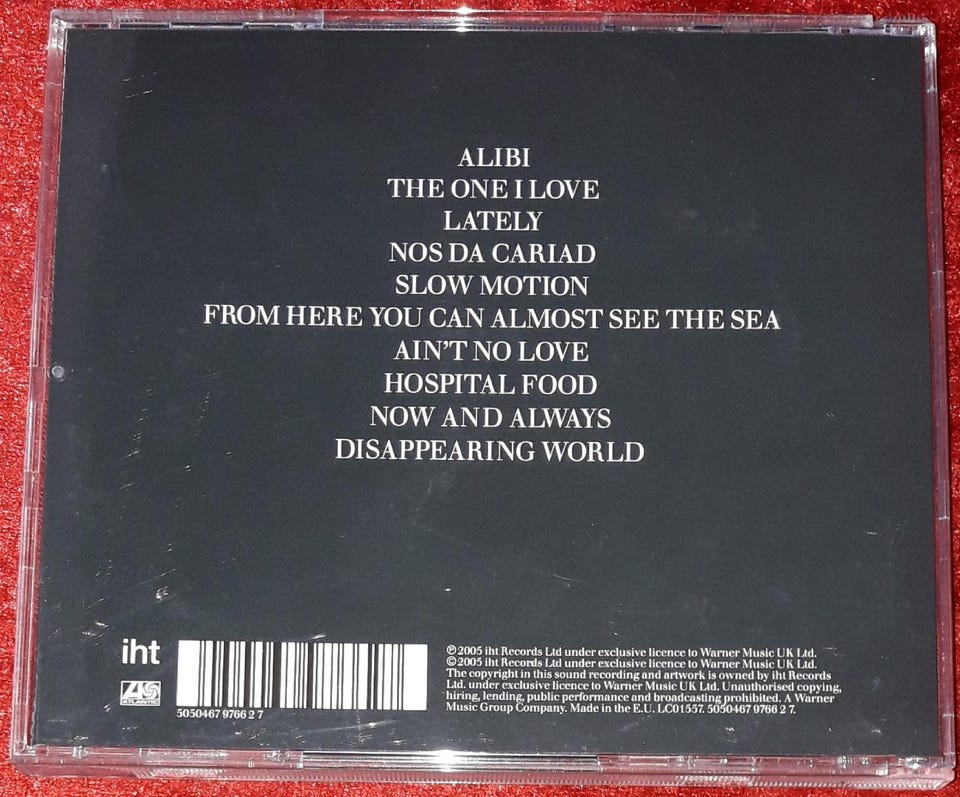 ALIBI
THE ONE I LOVE
LATELY
NOS DA CARIAD
SLOW MOTION
FROM HERE YOU CAN ALMOST SEE THE SEA
AIN'T NO LOVE
HOSPITAL FOOD
NOW AND ALWAYS
DISAPPEARING WORLD
iht
ATLANTIC
5050467 9766 2 7
℗ 2005 iht Records Ltd under exclusive licence to Warner Music UK Ltd.
© 2005 iht Records Ltd under exclusive licence to Warner Music UK Ltd.
The copyright in this sound recording and artwork is owned by iht Records
Ltd. under exclusive licence to Warner Music UK Ltd. Unauthorised copying,
hiring, lending, public performance and broadcasting prohibited. A Warner
Music Group Company. Made in the E.U. LC01557. 5050467 9766 2 7.